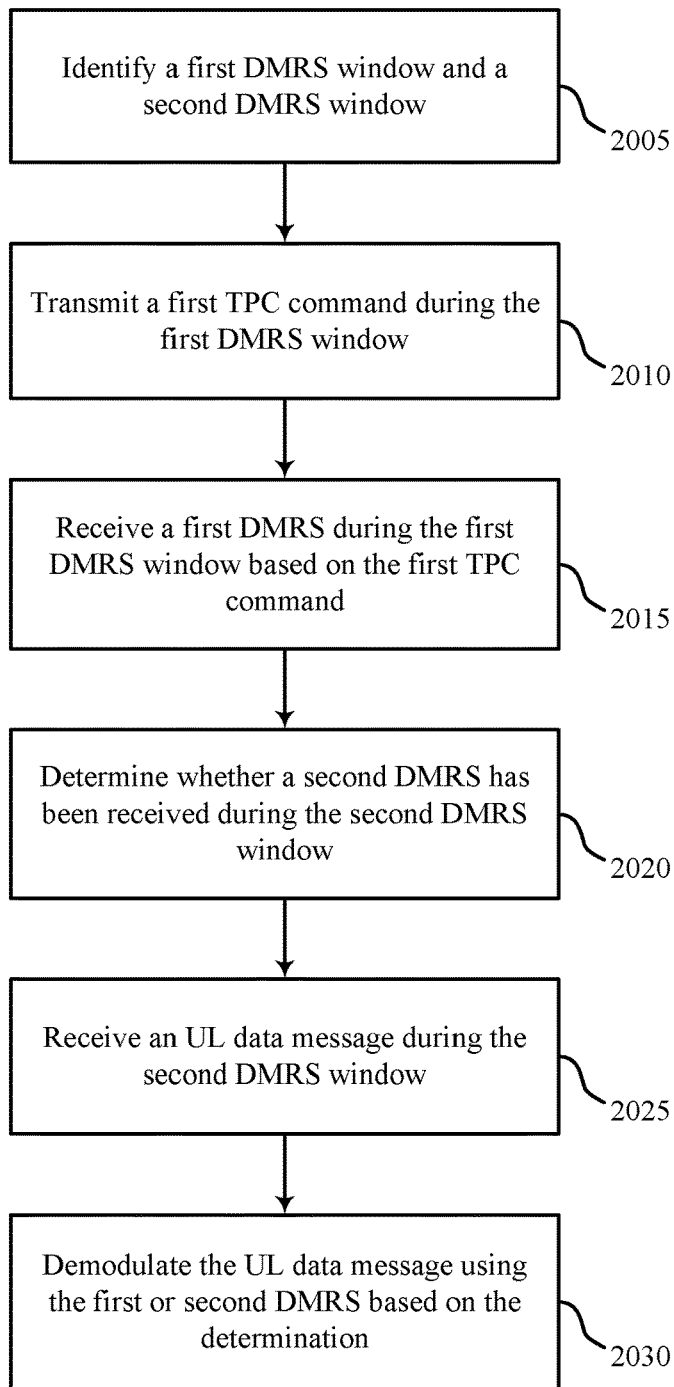 Identify a first DMRS window and a
second DMRS window
2005
Transmit a first TPC command during the
first DMRS window
2010
Receive a first DMRS during the first
DMRS window based on the first TPC
command
2015
Determine whether a second DMRS has
been received during the second DMRS
window
2020
Receive an UL data message during the
second DMRS window
2025
Demodulate the UL data message using
the first or second DMRS based on the
determination
2030